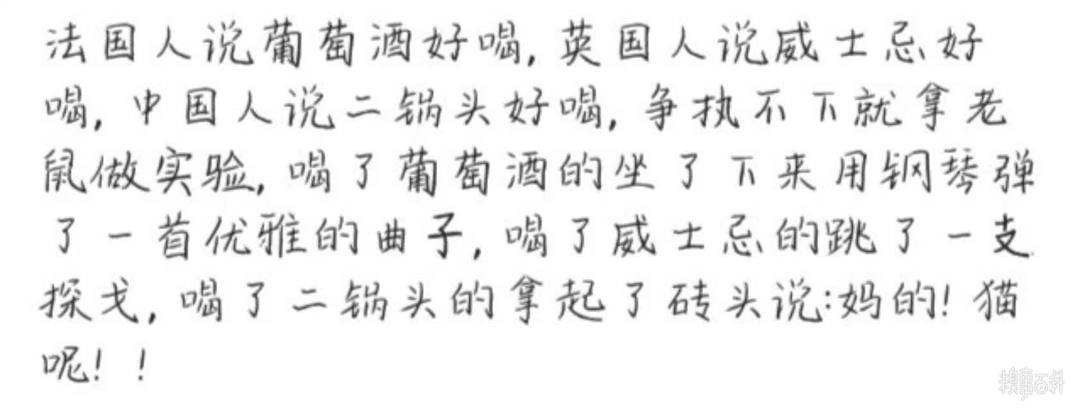 法国人说葡萄酒好喝,英国人说威士忌好
喝,中国人说二锅头好喝,争执不下就拿老
鼠做实验,喝了葡萄酒的坐了下来用钢琴弹
了一首优雅的曲子,喝了威士忌的跳了一支
探戈,喝了二锅头的拿起了砖头说:妈的!猫
呢!!